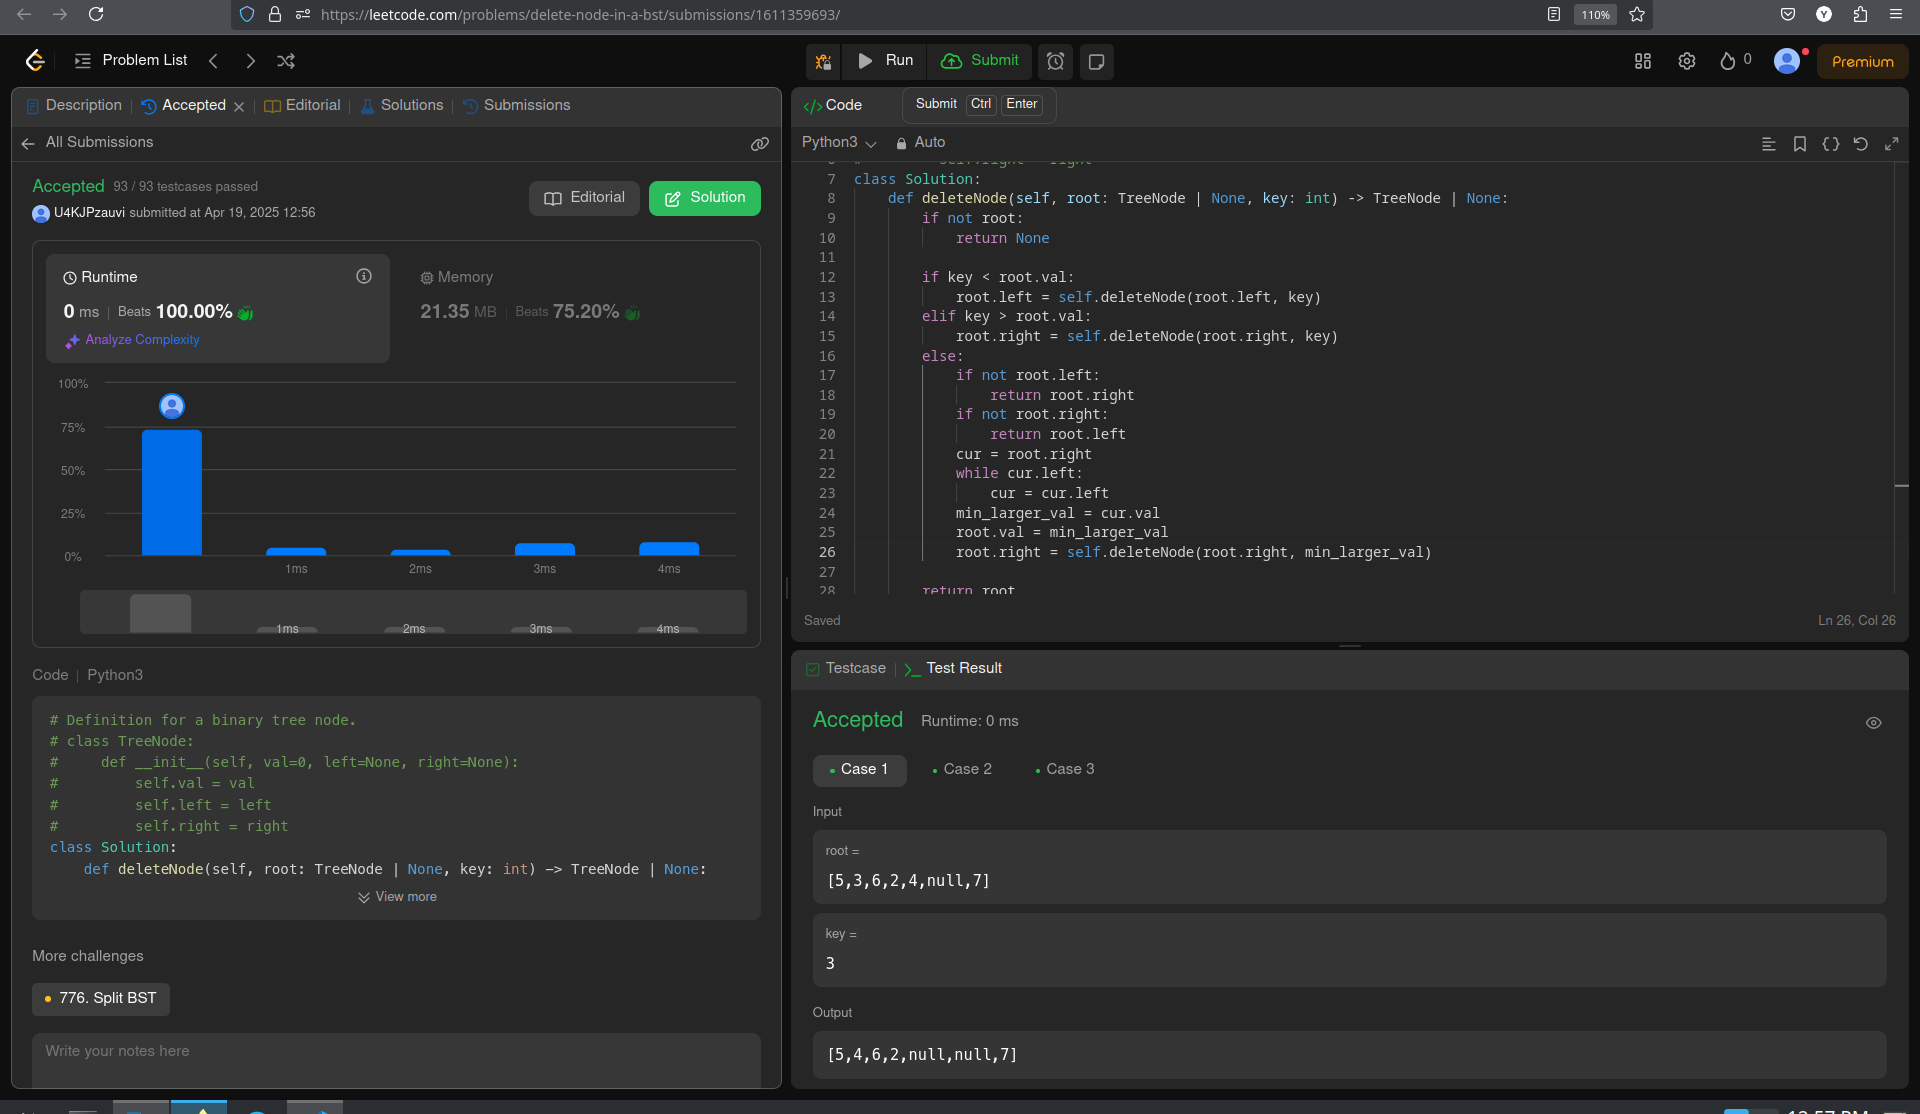 https://leetcode.com/problems/delete-node-in-a-bst/submissions/1611359693/
110%
Y
Problem List
Run
Submit
0
Premium
Description
Accepted
Editorial
Solutions
Submissions
All Submissions
Accepted 93 / 93 testcases passed
U4KJPzauvi submitted at Apr 19, 2025 12:56
Editorial
Solution
Runtime
0 ms | Beats 100.00%
Analyze Complexity
Memory
21.35 MB | Beats 75.20%
100%
75%
50%
25%
0%
1ms
2ms
3ms
4ms
1ms
2ms
3ms
4ms
Code | Python3
# Definition for a binary tree node.
# class TreeNode:
#     def __init__(self, val=0, left=None, right=None):
#         self.val = val
#         self.left = left
#         self.right = right
class Solution:
    def deleteNode(self, root: TreeNode | None, key: int) -> TreeNode | None:
View more
More challenges
776. Split BST
Write your notes here
Code
Submit Ctrl Enter
Python3
Auto
6 #         self.right = right
7 class Solution:
8     def deleteNode(self, root: TreeNode | None, key: int) -> TreeNode | None:
9         if not root:
10             return None
11
12         if key < root.val:
13             root.left = self.deleteNode(root.left, key)
14         elif key > root.val:
15             root.right = self.deleteNode(root.right, key)
16         else:
17             if not root.left:
18                 return root.right
19             if not root.right:
20                 return root.left
21             cur = root.right
22             while cur.left:
23                 cur = cur.left
24             min_larger_val = cur.val
25             root.val = min_larger_val
26             root.right = self.deleteNode(root.right, min_larger_val)
27
28         return root
Saved
Ln 26, Col 26
Testcase
Test Result
Accepted Runtime: 0 ms
Case 1
Case 2
Case 3
Input
root =
[5,3,6,2,4,null,7]
key =
3
Output
[5,4,6,2,null,null,7]
12:57 PM